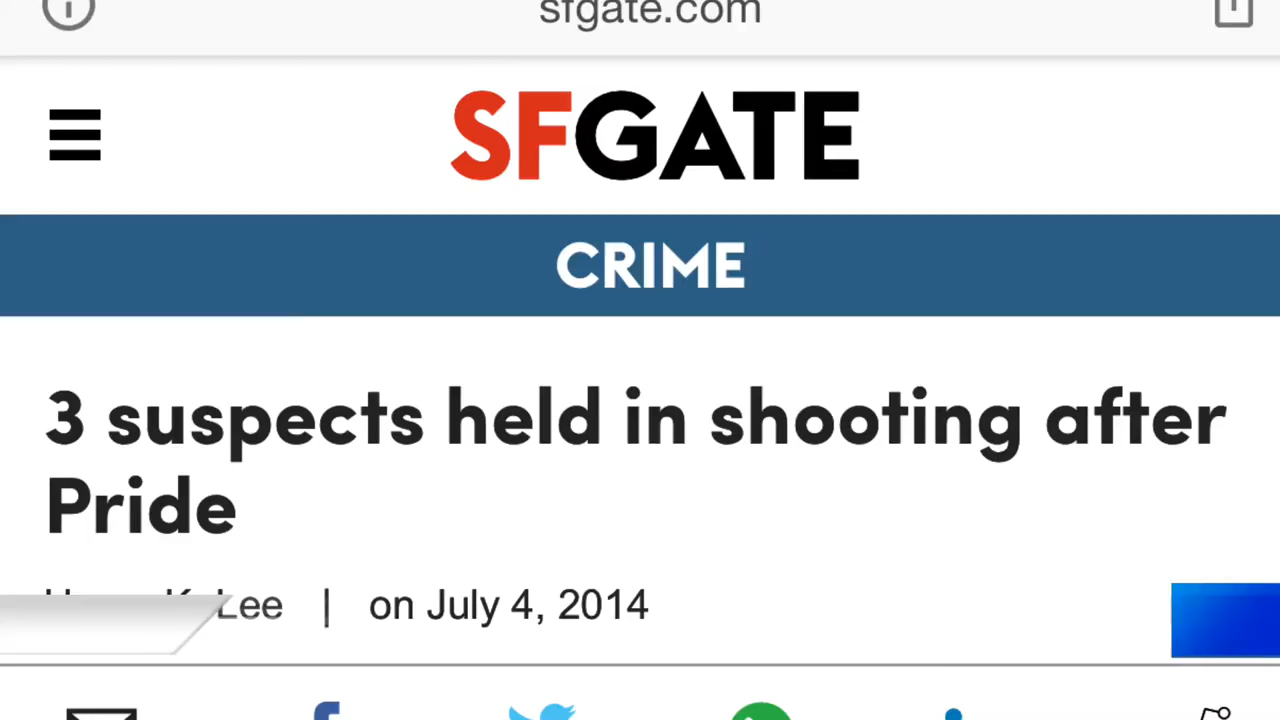 sfgate.com
SFGATE
CRIME
3 suspects held in shooting after
Pride
Lee | on July 4, 2014